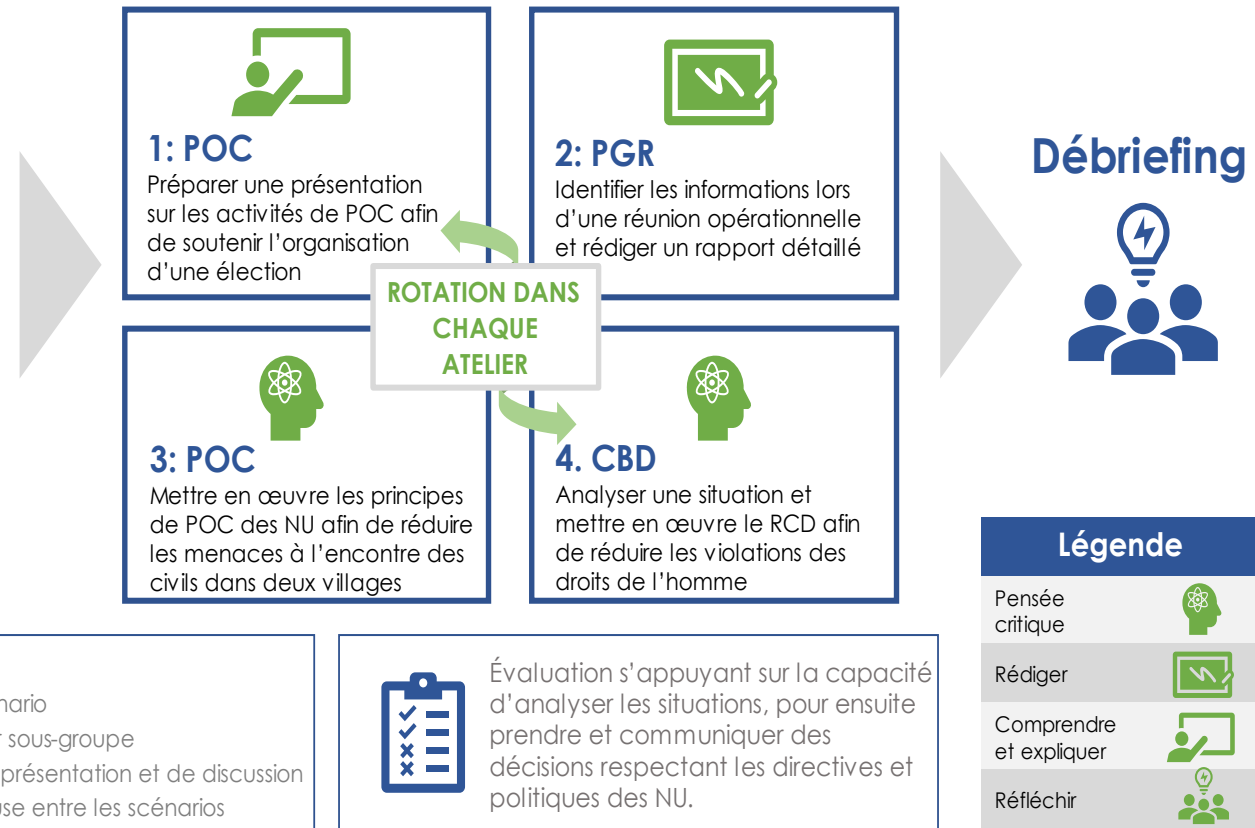 1: POC
Préparer une présentation
sur les activités de POC afin
de soutenir l'organisation
d'une élection
2: PGR
Identifier les informations lors
d'une réunion opérationnelle
et rédiger un rapport détaillé
ROTATION DANS
CHAQUE
ATELIER
3: POC
Mettre en œuvre les principes
de POC des NU afin de réduire
les menaces à l'encontre des
civils dans deux villages
4. CBD
Analyser une situation et
mettre en œuvre le RCD afin
de réduire les violations des
droits de l'homme
Débriefing
sous-groupe
présentation et de discussion
entre les scénarios
Évaluation s'appuyant sur la capacité
d'analyser les situations, pour ensuite
prendre et communiquer des
décisions respectant les directives et
politiques des NU.
Légende
Pensée
critique
Rédiger
Comprendre
et expliquer
Réfléchir